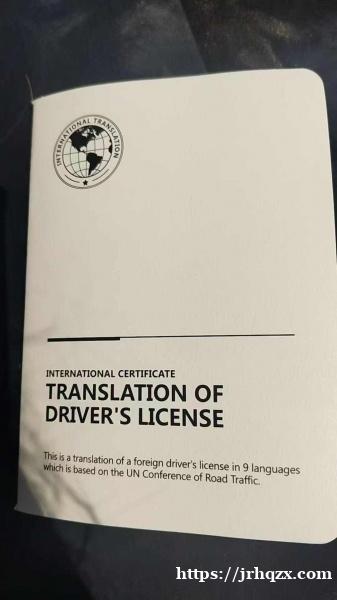 INTERNATIONAL TRANSLATION
INTERNATIONAL CERTIFICATE
TRANSLATION OF
DRIVER'S LICENSE
This is a translation of a foreign driver's license in 9 languages
which is based on the UN Conference of Road Traffic.
https://jrhqzx.com